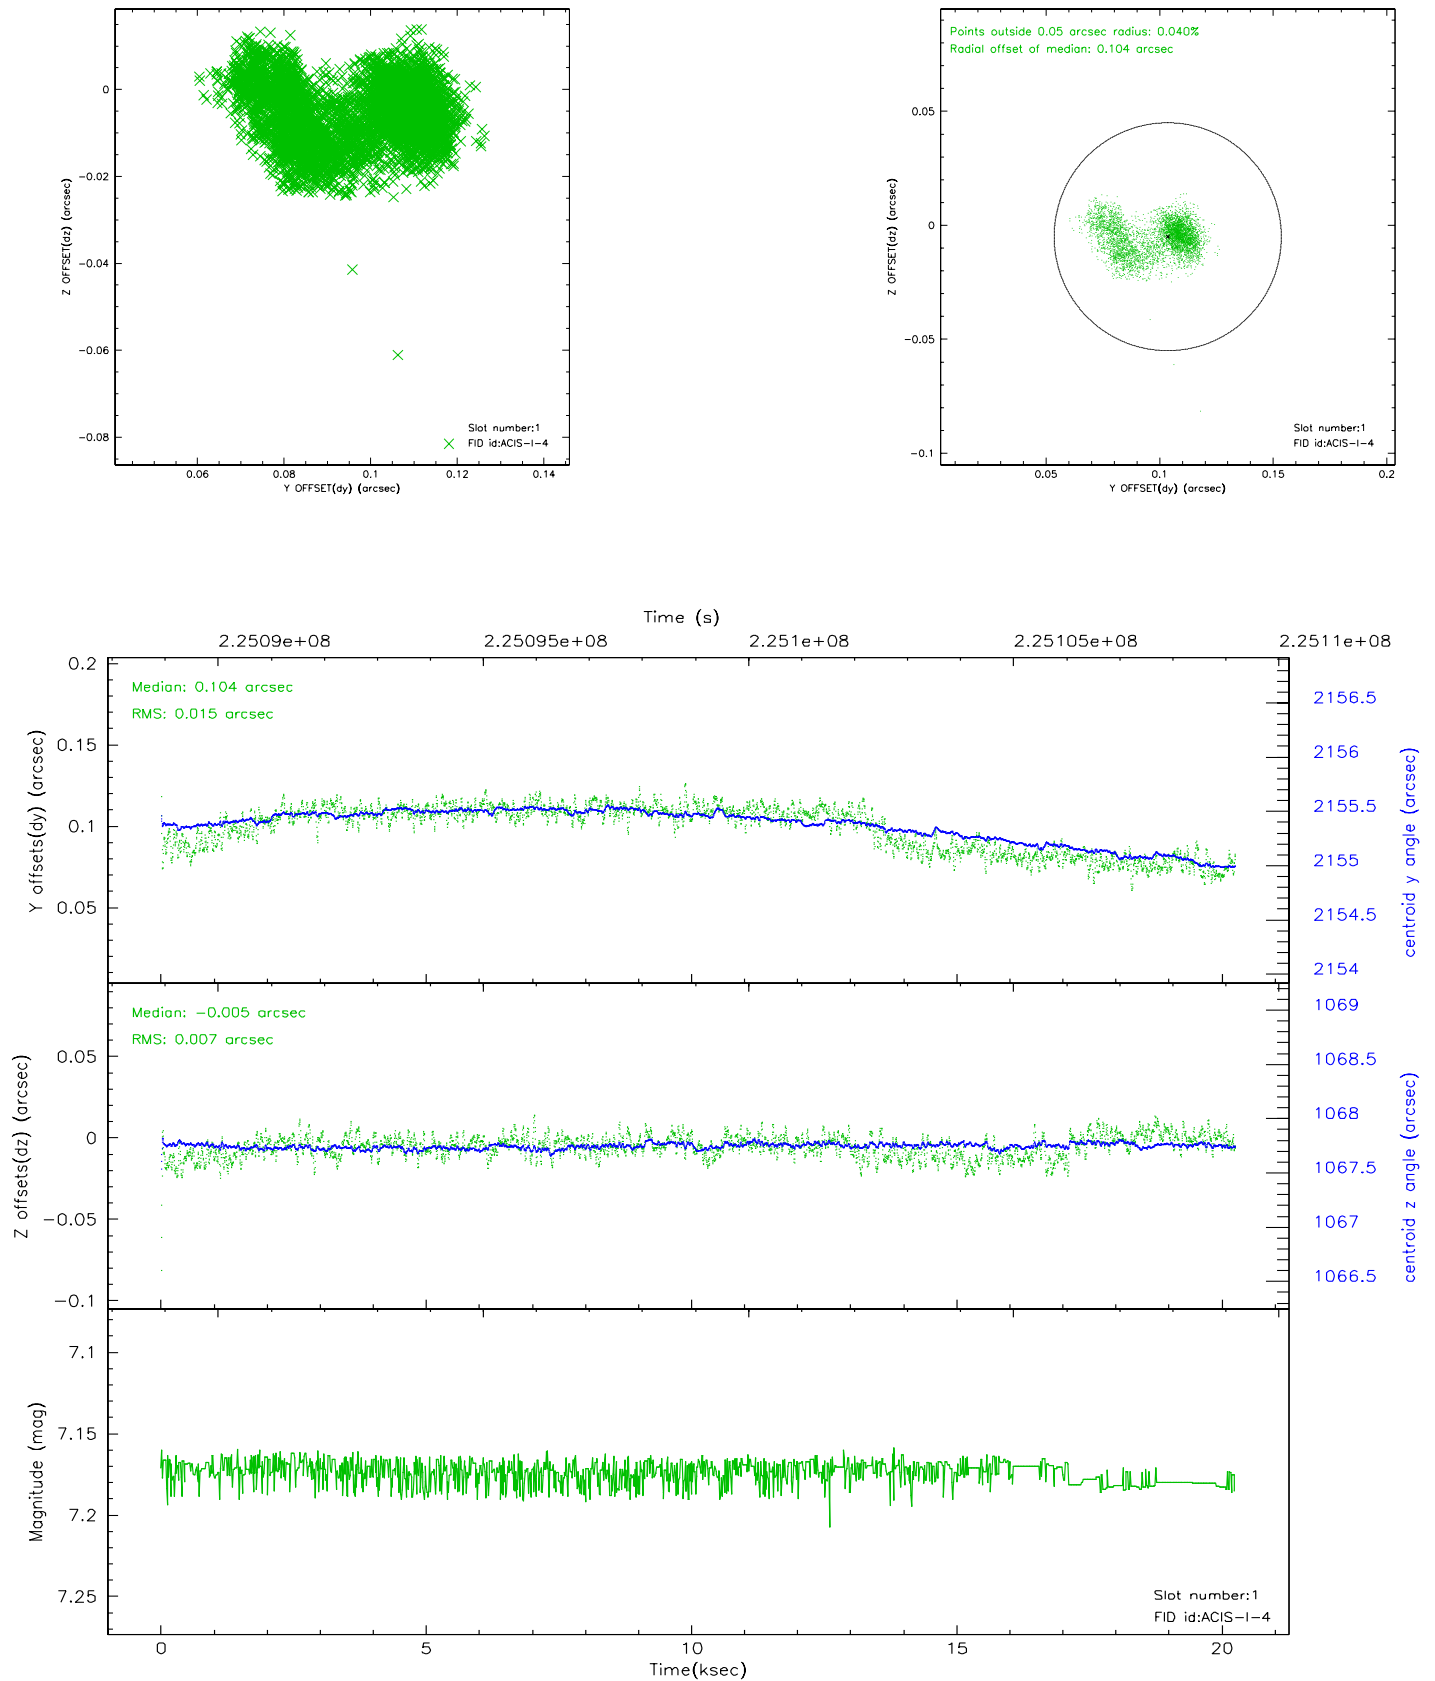 0
−0.02
−0.04
−0.06
−0.08
Z OFFSET(dz) (arcsec)
0.06
0.08
0.1
0.12
0.14
Y OFFSET(dy) (arcsec)
Slot number:1
FID id:ACIS−I−4
Points outside 0.05 arcsec radius: 0.040%
Radial offset of median: 0.104 arcsec
0.05
0
−0.05
−0.1
Z OFFSET(dz) (arcsec)
0.05
0.1
0.15
0.2
Y OFFSET(dy) (arcsec)
Slot number:1
FID id:ACIS−I−4
Time (s)
2.2509e+08
2.25095e+08
2.251e+08
2.25105e+08
2.2511e+08
0.2
0.15
0.1
0.05
Y offsets(dy) (arcsec)
Median: 0.104 arcsec
RMS: 0.015 arcsec
2156.5
2156
2155.5
2155
2154.5
2154
centroid y angle (arcsec)
0.05
0
−0.05
−0.1
Z offsets(dz) (arcsec)
Median: −0.005 arcsec
RMS: 0.007 arcsec
1069
1068.5
1068
1067.5
1067
1066.5
centroid z angle (arcsec)
7.1
7.15
7.2
7.25
Magnitude (mag)
Slot number:1
FID id:ACIS−I−4
0
5
10
15
20
Time(ksec)